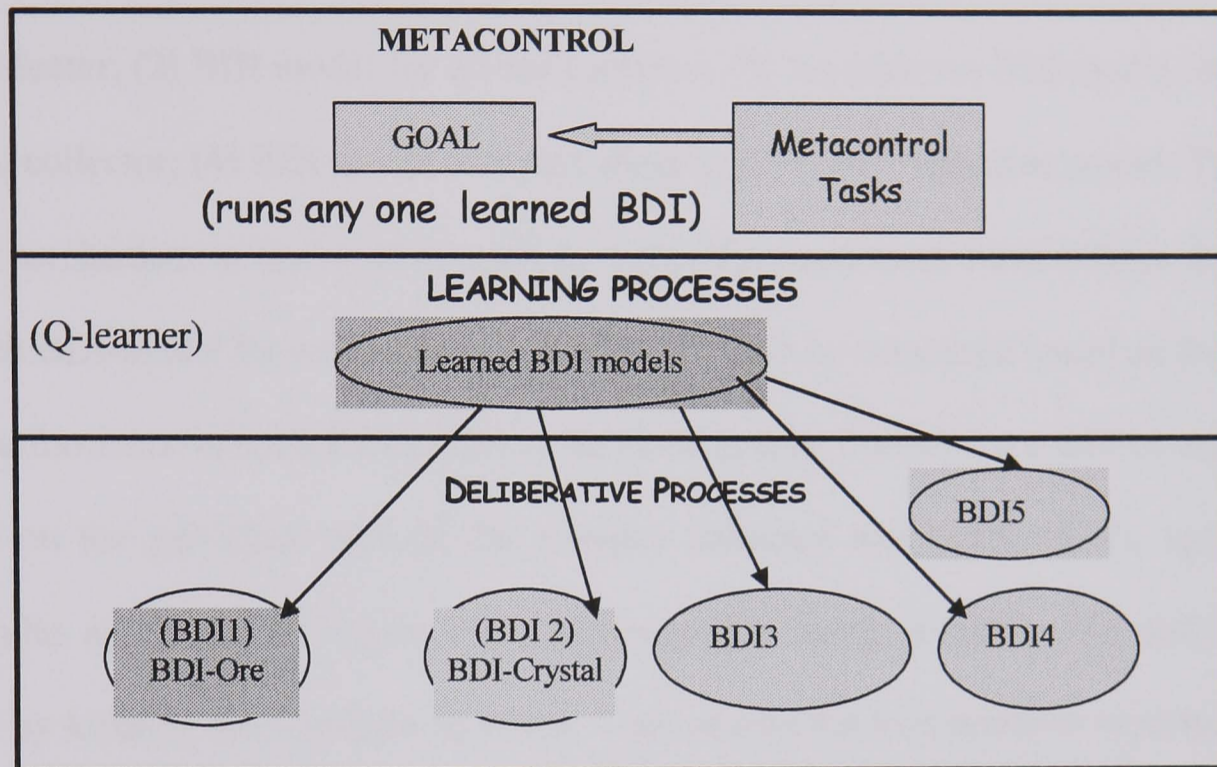 METACONTROL
GOAL
Metacontrol
Tasks
(runs any one learned BDI)
LEARNING PROCESSES
(Q-learner)
Learned BDI models
DELIBERATIVE PROCESSES
BDI5
(BDI1)
BDI-Ore
(BDI 2)
BDI-Crystal
BDI3
BDI4